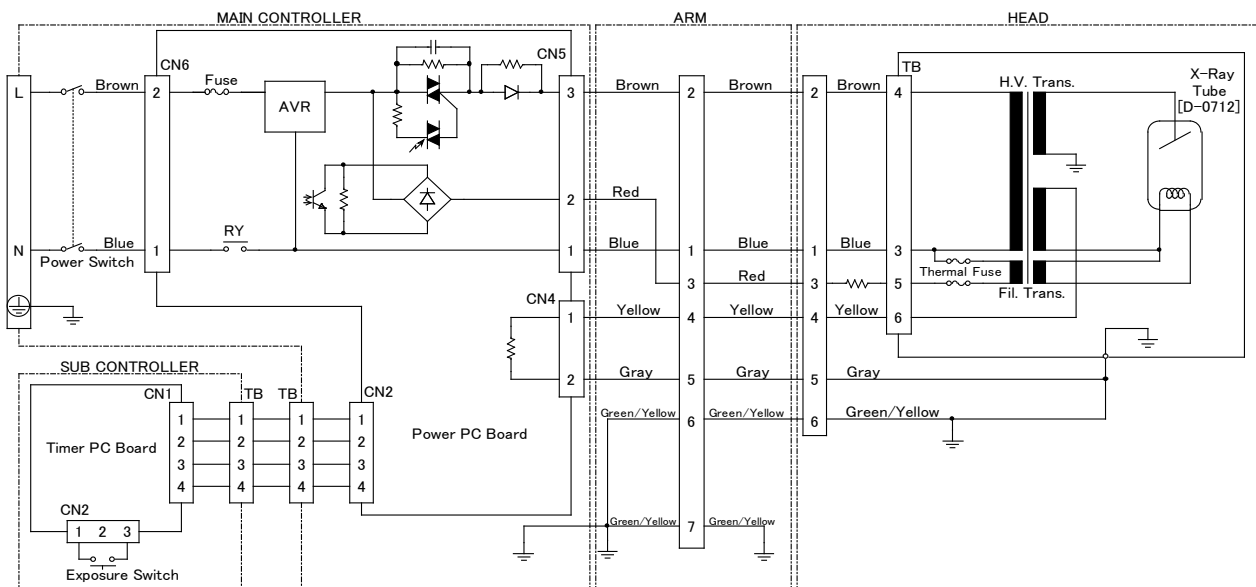 MAIN CONTROLLER ARM HEAD
CN6 CN5 TB
L Brown 2 Fuse AVR 3 Brown 2 Brown 2 Brown 4 H.V. Trans. X-Ray Tube [D-0712]
2 Red
N Blue 1 RY 1 Blue 1 Blue 1 Blue 3
Power Switch
3 Red 3 5
Thermal Fuse
Fil. Trans.
CN4
1 Yellow 4 Yellow 4 Yellow 6
2 Gray 5 Gray 5 Gray
Green/Yellow 6 Green/Yellow 6 Green/Yellow
Green/Yellow 7 Green/Yellow
SUB CONTROLLER
CN1 TB TB CN2
1 1 1 1
2 2 2 2
3 3 3 3
4 4 4 4
Timer PC Board
Power PC Board
CN2
1 2 3
Exposure Switch